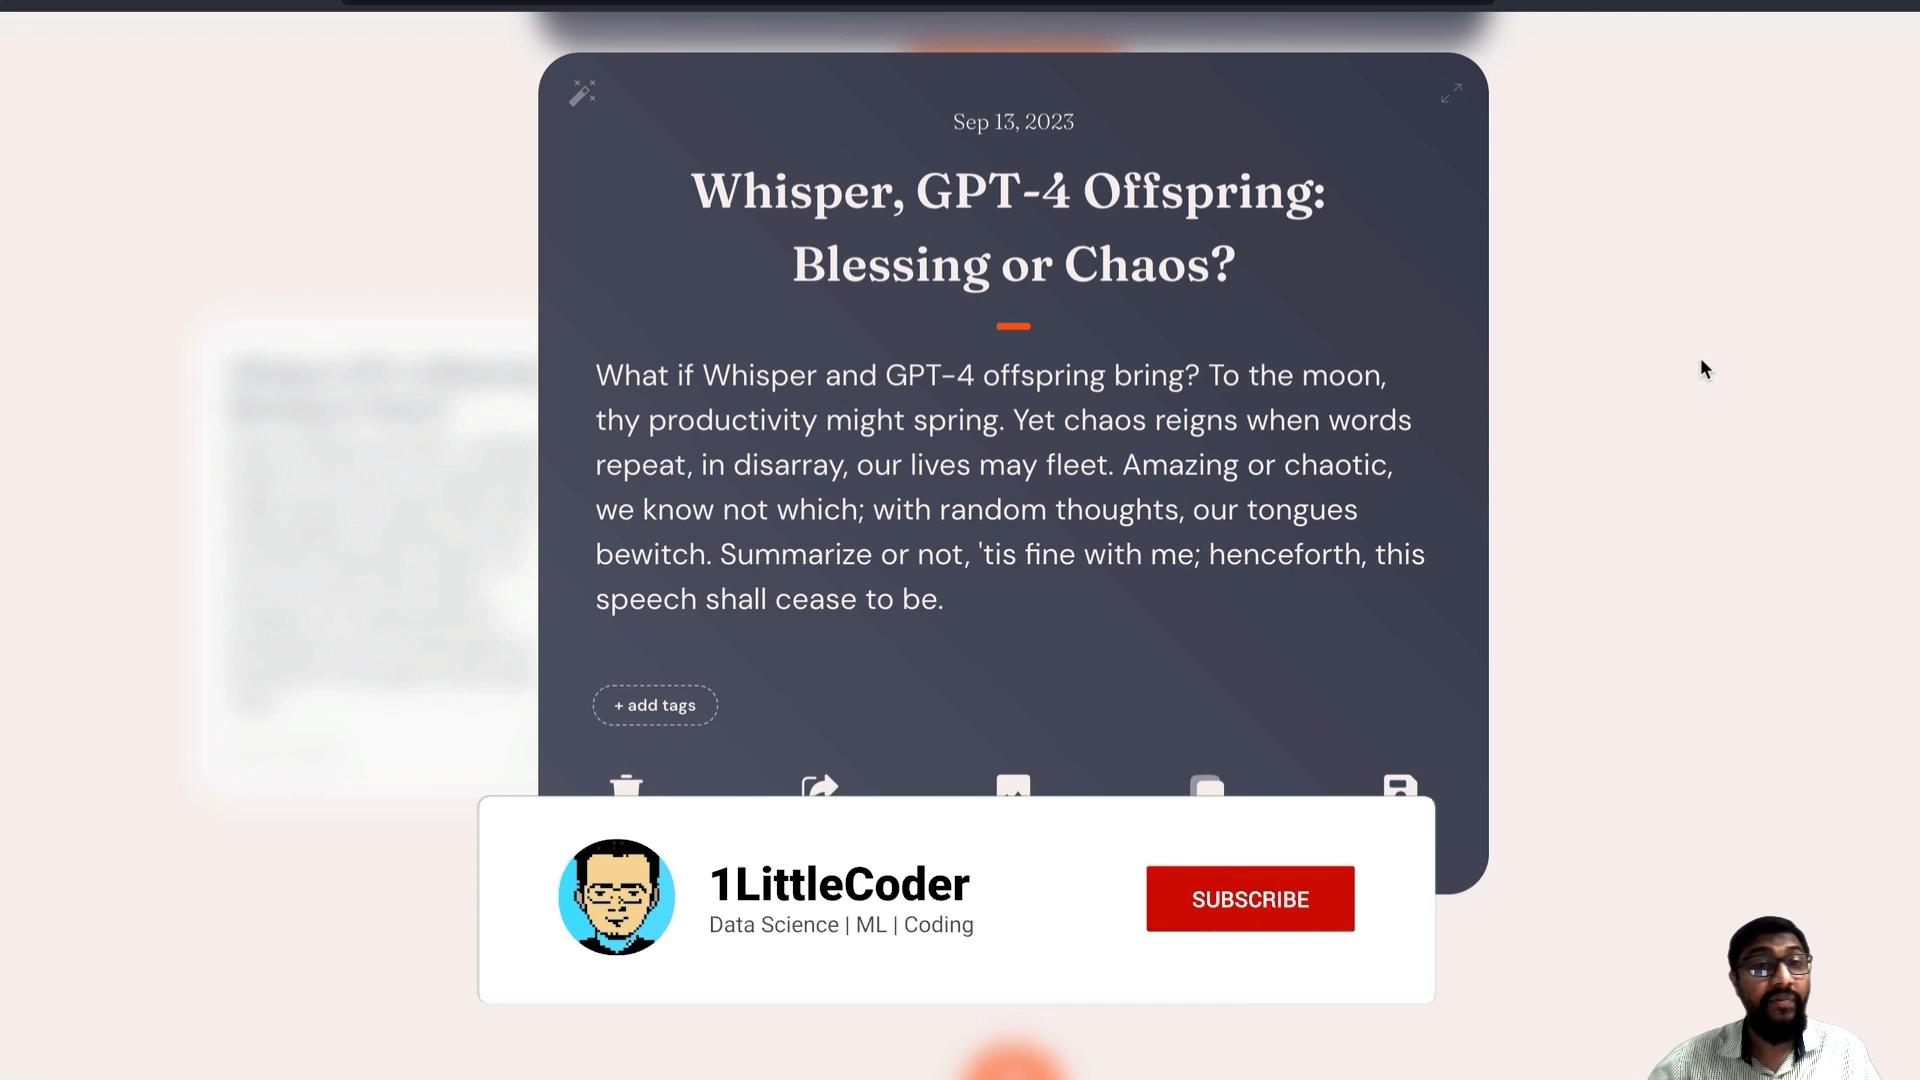 Sep 13, 2023
Whisper, GPT-4 Offspring:
Blessing or Chaos?
What if Whisper and GPT-4 offspring bring? To the moon,
thy productivity might spring. Yet chaos reigns when words
repeat, in disarray, our lives may fleet. Amazing or chaotic,
we know not which; with random thoughts, our tongues
bewitch. Summarize or not, 'tis fine with me; henceforth, this
speech shall cease to be.
+ add tags
1LittleCoder
Data Science | ML | Coding
SUBSCRIBE